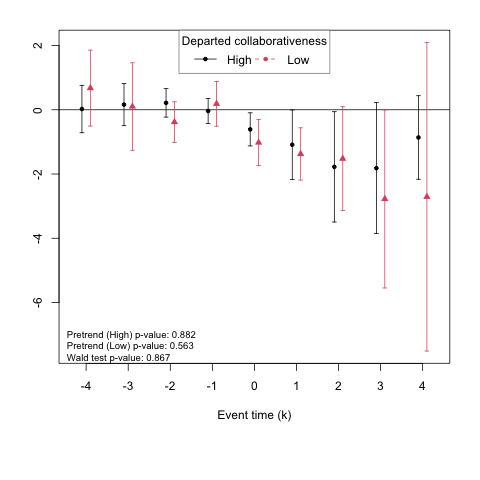 Departed collaborativeness
High Low
2
0
-2
-4
-6
Pretrend (High) p-value: 0.882
Pretrend (Low) p-value: 0.563
Wald test p-value: 0.867
-4 -3 -2 -1 0 1 2 3 4
Event time (k)